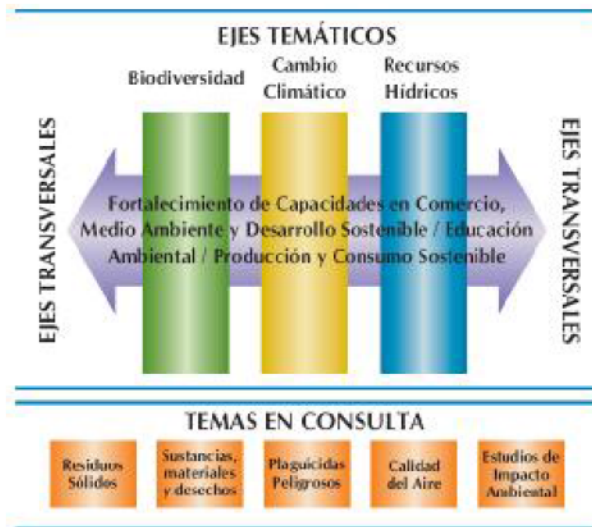 EJES TEMÁTICOS
Biodiversidad
Cambio
Climático
Recursos
Hídricos
EJES TRANSVERSALES
Fortalecimiento de Capacidades en Comercio,
Medio Ambiente y Desarrollo Sostenible / Educación
Ambiental / Producción y Consumo Sostenible
EJES TRANSVERSALES
TEMAS EN CONSULTA
Residuos
Sólidos
Sustancias,
materiales
y desechos
Plaguícidas
Peligrosos
Calidad
del Aire
Estudios de
Impacto
Ambiental